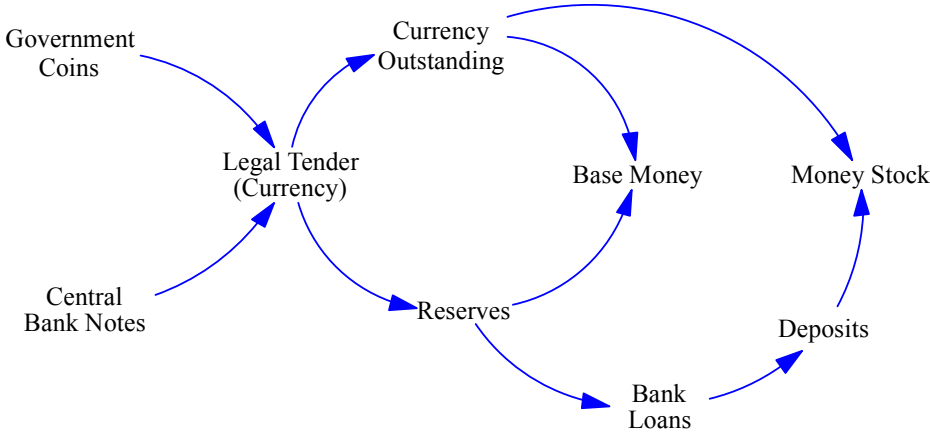 Government
Coins
Currency
Outstanding
Legal Tender
(Currency)
Base Money
Money Stock
Central
Bank Notes
Reserves
Deposits
Bank
Loans